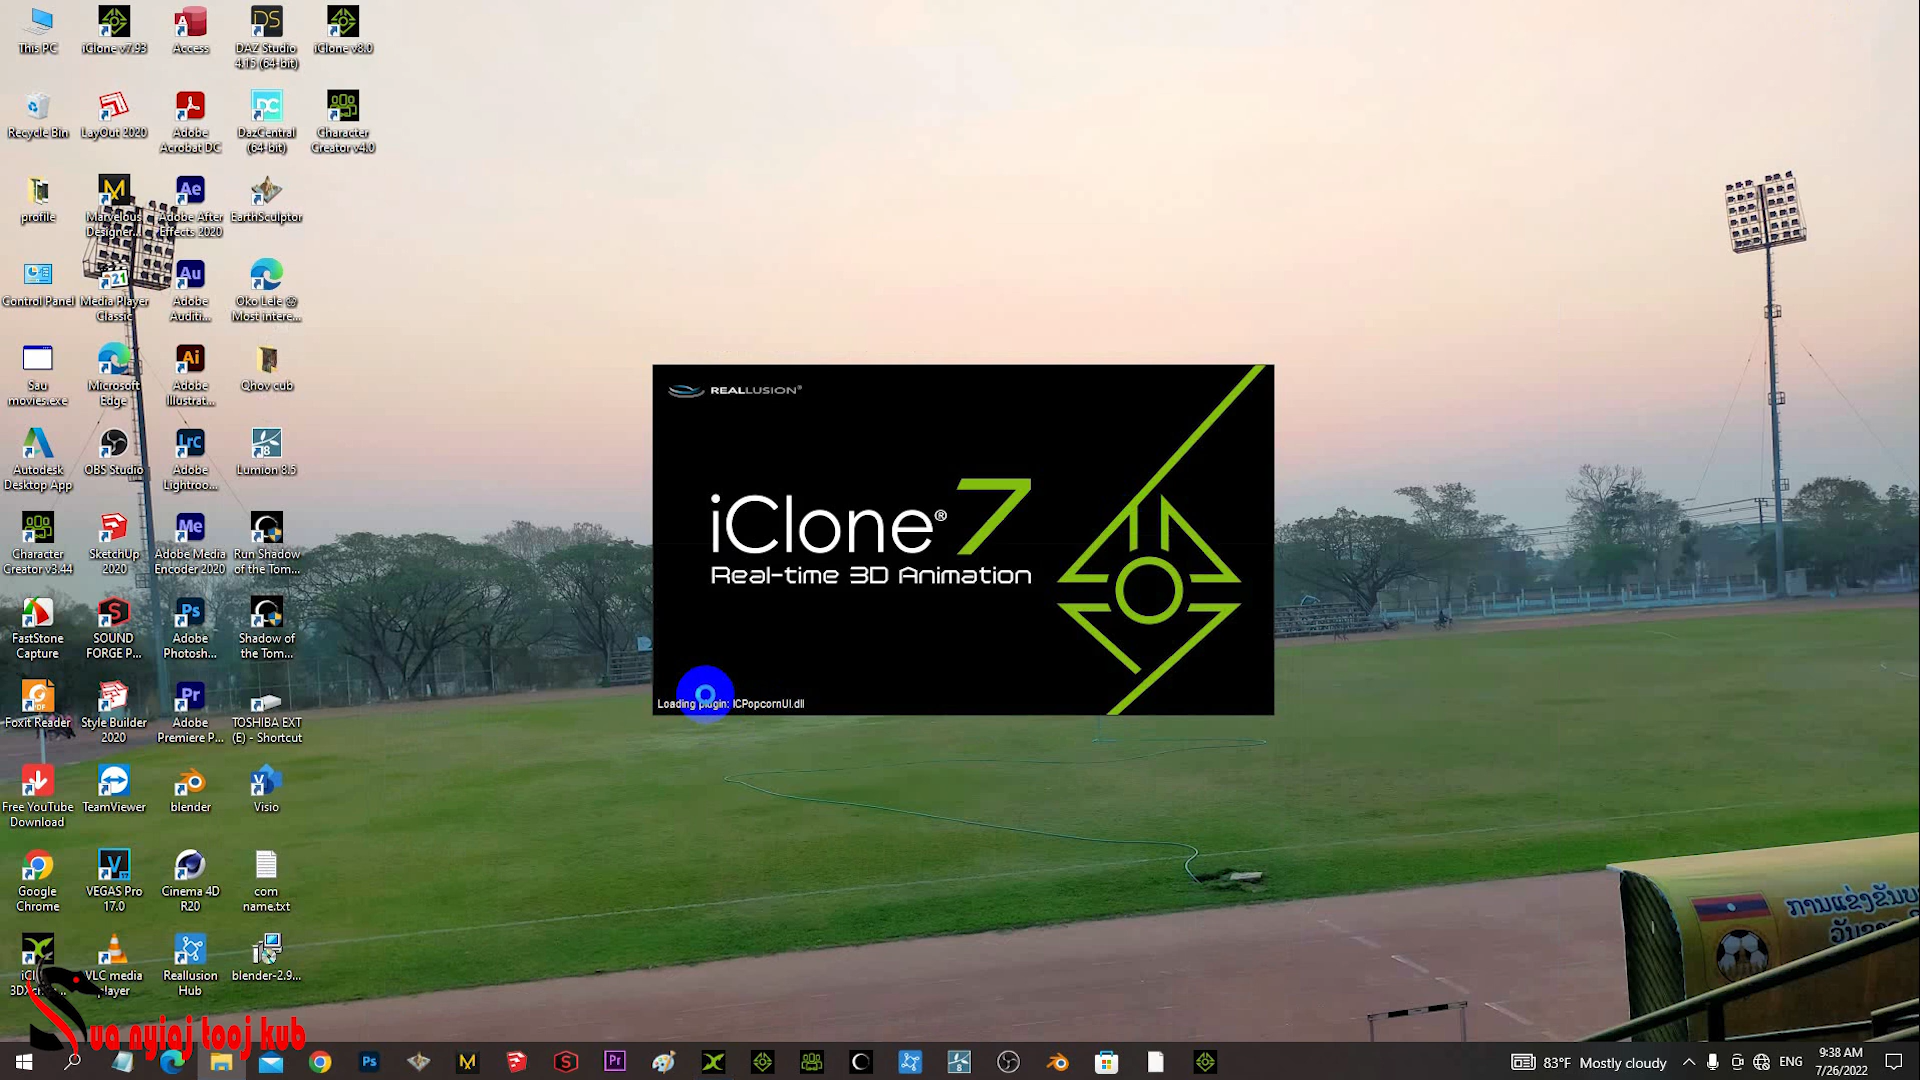 This PC
iClone v7.93
Access
DAZ Studio
4.15 (64-bit)
iClone v8.0
Recycle Bin
LayOut 2020
Adobe
Acrobat DC
DazCentral
(64-bit)
Character
Creator v4.0
profile
Marvelous
Designer...
Adobe After
Effects 2020
EarthSculptor
Control Panel
Media Player
Classic
Adobe
Auditi...
Oko Lele
Most intere...
Sau
movies.exe
Microsoft
Edge
Adobe
Illustrat...
Qhov cub
Autodesk
Desktop App
OBS Studio
Adobe
Lightroo...
Lumion 8.5
Character
Creator v3.44
SketchUp
2020
Adobe Media
Encoder 2020
Run Shadow
of the Tom...
FastStone
Capture
SOUND
FORGE P...
Adobe
Photosh...
Shadow of
the Tom...
Foxit Reader
Style Builder
2020
Adobe
Premiere P...
TOSHIBA EXT
(E) - Shortcut
Free YouTube
Download
TeamViewer
blender
Visio
Google
Chrome
VEGAS Pro
17.0
Cinema 4D
R20
com
name.txt
VLC media
player
Reallusion
Hub
blender-2.9...
REALLUSION®
iClone® 7
Real-time 3D Animation
Loading plugin: ICPopcornUI.dll
Sua nyiaj tooj kub
83°F Mostly cloudy
ENG
9:38 AM
7/26/2022